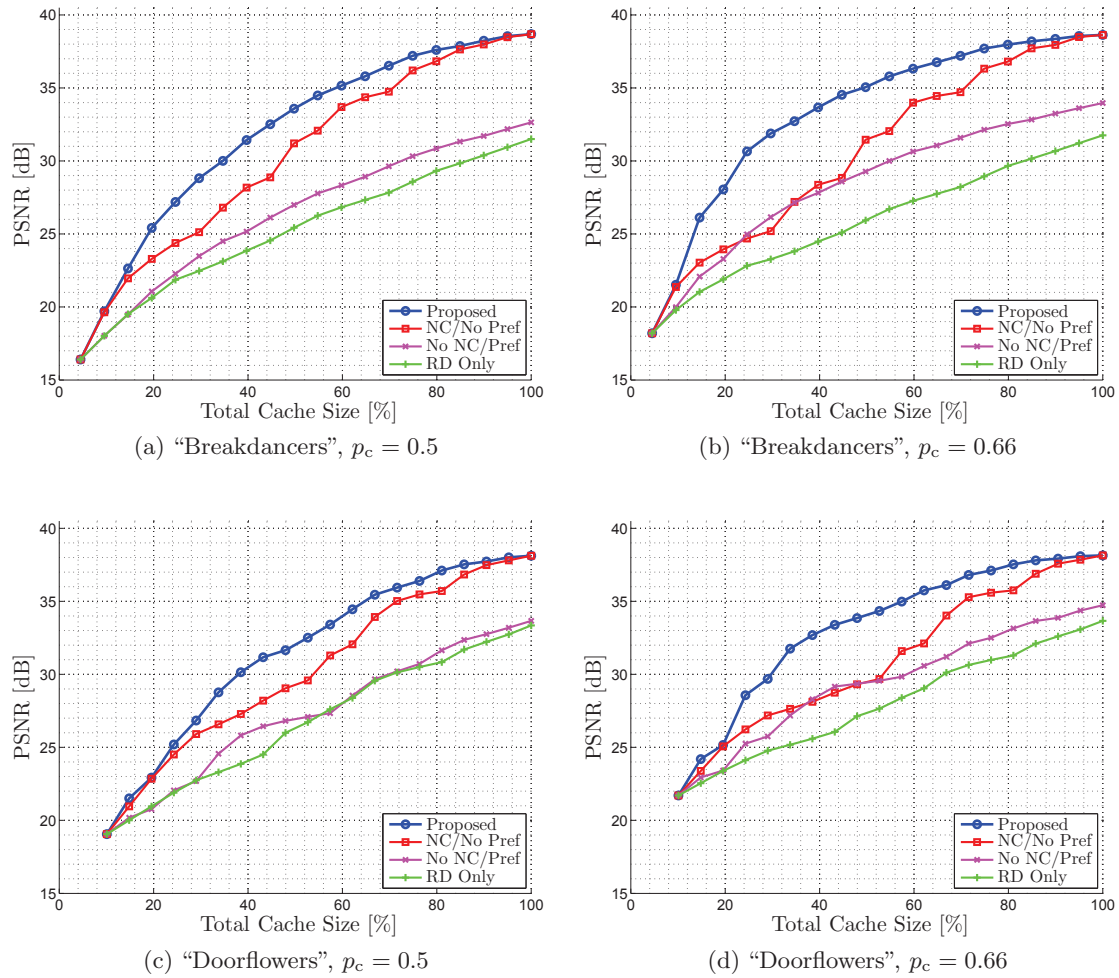 40
35
30
25
20
15
PSNR [dB]
0 20 40 60 80 100
Total Cache Size [%]
Proposed
NC/No Pref
No NC/Pref
RD Only
(a) “Breakdancers”, pc = 0.5
40
35
30
25
20
15
PSNR [dB]
0 20 40 60 80 100
Total Cache Size [%]
Proposed
NC/No Pref
No NC/Pref
RD Only
(b) “Breakdancers”, pc = 0.66
40
35
30
25
20
15
PSNR [dB]
0 20 40 60 80 100
Total Cache Size [%]
Proposed
NC/No Pref
No NC/Pref
RD Only
(c) “Doorflowers”, pc = 0.5
40
35
30
25
20
15
PSNR [dB]
0 20 40 60 80 100
Total Cache Size [%]
Proposed
NC/No Pref
No NC/Pref
RD Only
(d) “Doorflowers”, pc = 0.66